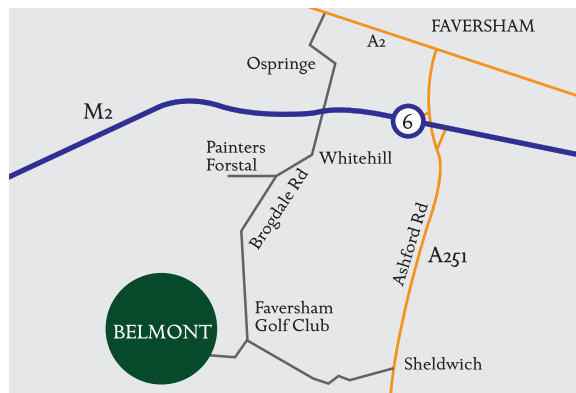 FAVERSHAM
A2
Ospringe
M2
6
Painters
Forstal
Whitehill
Brogdale Rd
Ashford Rd
A251
Faversham
Golf Club
BELMONT
Sheldwich